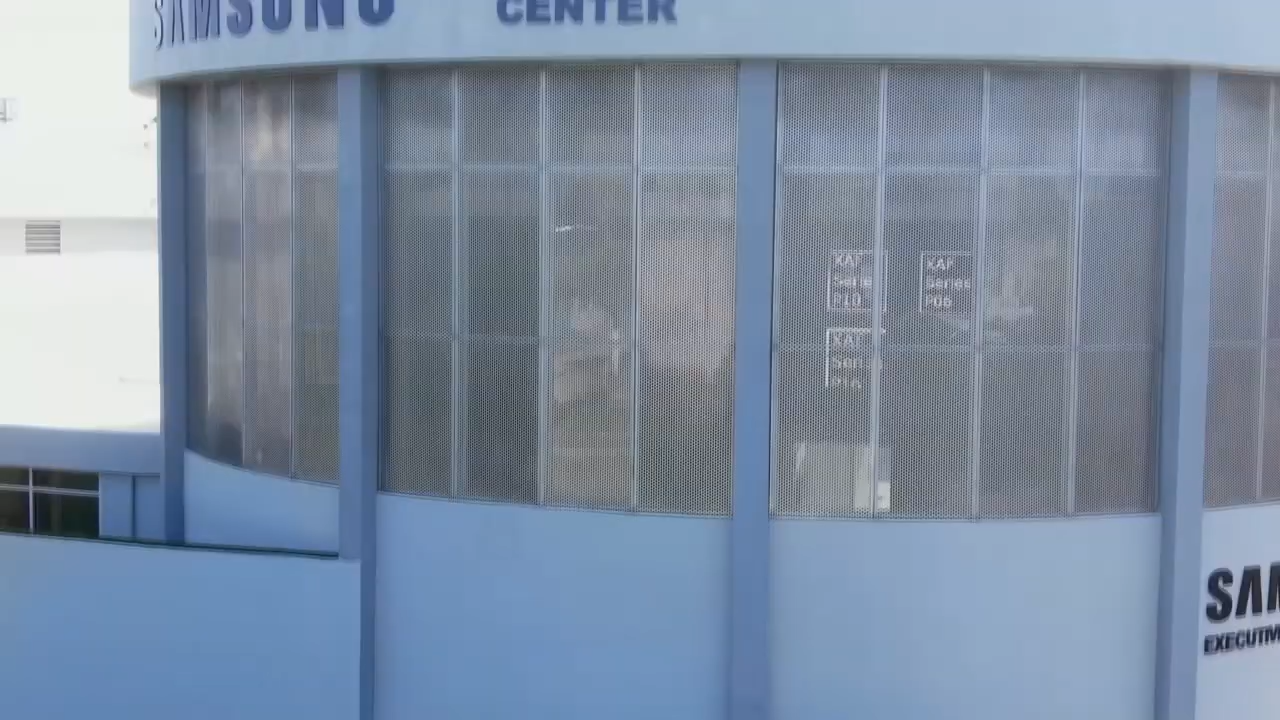 SAMSUNG CENTER
XAF
Series
P10
XAF
Series
P06
XAF
SAM
EXECUTIV